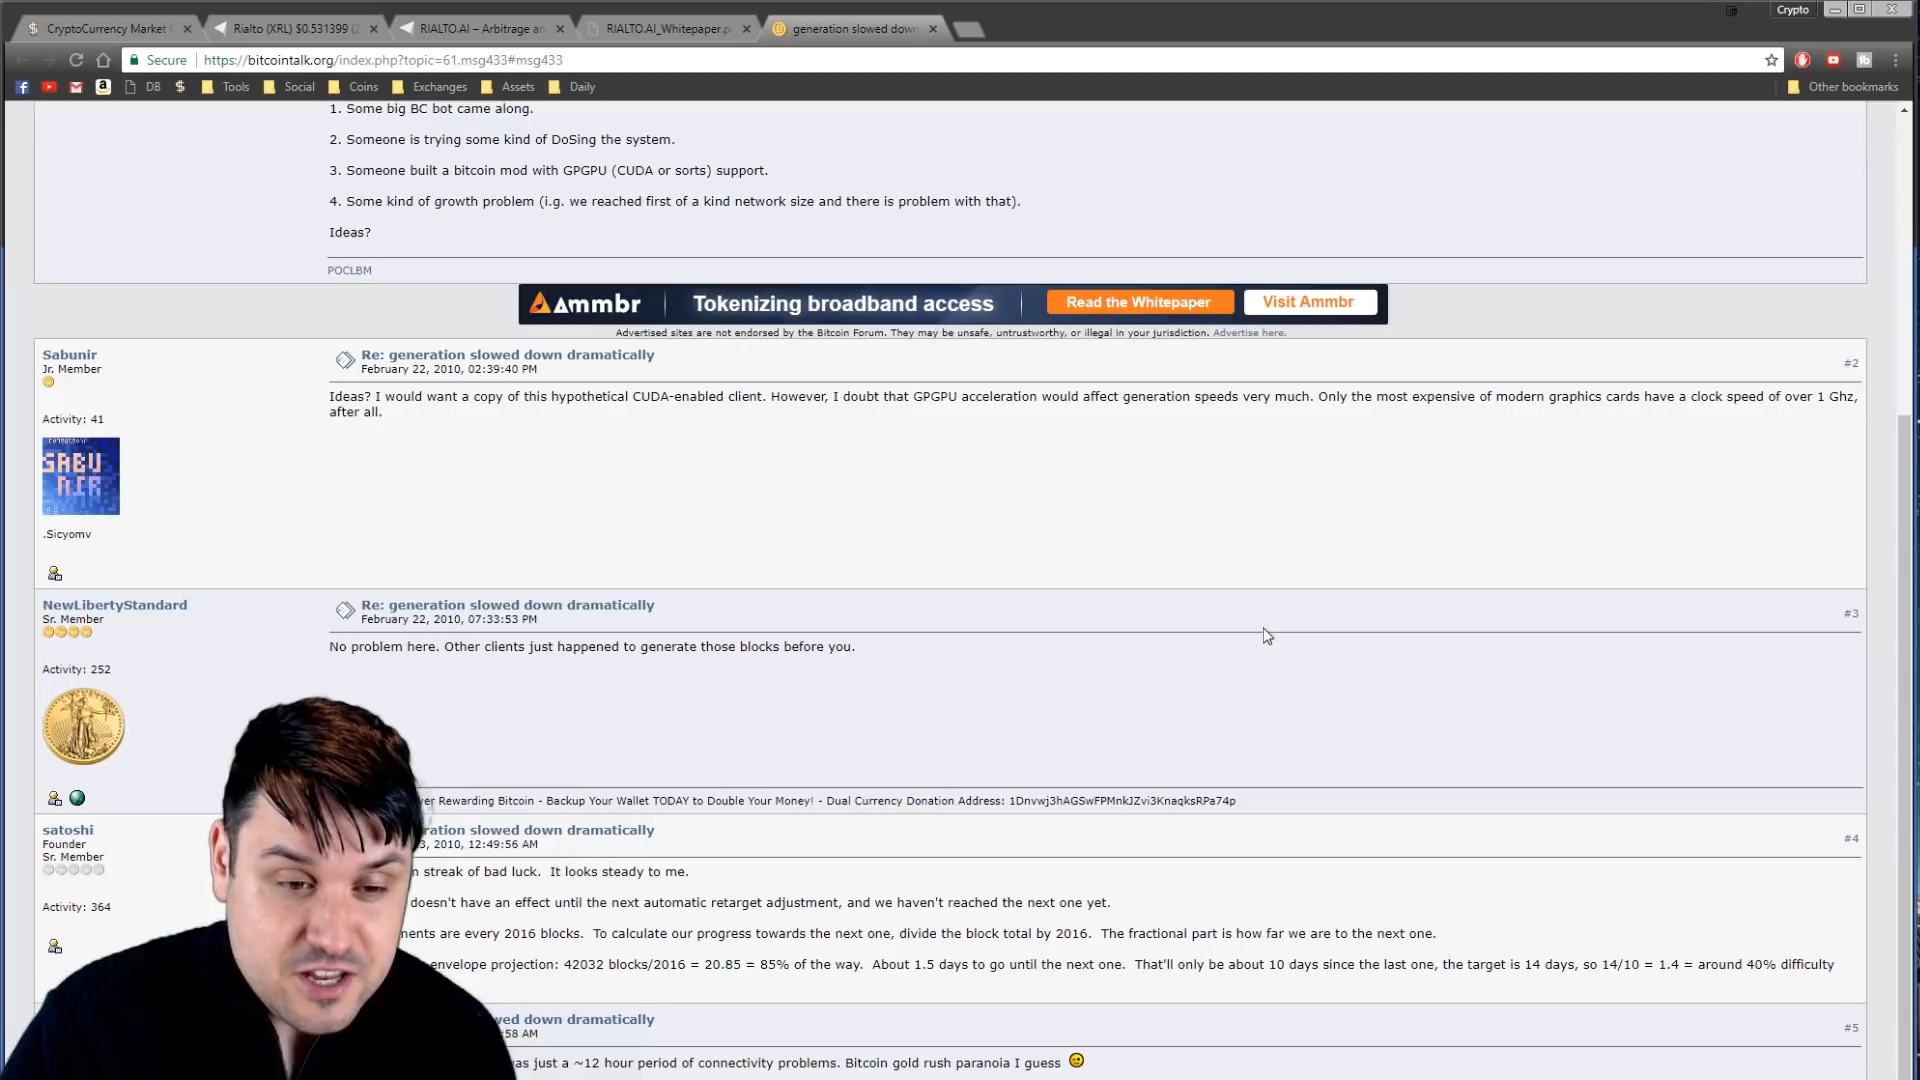 Crypto
CryptoCurrency Market
Rialto (XRL) $0.531399
RIALTO.AI – Arbitrage an
RIALTO.AI_Whitepaper.p
generation slowed down
Secure https://bitcointalk.org/index.php?topic=61.msg433#msg433
DB $ Tools Social Coins Exchanges Assets Daily Other bookmarks
1. Some big BC bot came along.
2. Someone is trying some kind of DoSing the system.
3. Someone built a bitcoin mod with GPGPU (CUDA or sorts) support.
4. Some kind of growth problem (i.g. we reached first of a kind network size and there is problem with that).
Ideas?
POCLBM
Ammbr Tokenizing broadband access Read the Whitepaper Visit Ammbr
Advertised sites are not endorsed by the Bitcoin Forum. They may be unsafe, untrustworthy, or illegal in your jurisdiction. Advertise here.
Sabunir
Jr. Member
Activity: 41
SABU
NIR
.Sicyomv
Re: generation slowed down dramatically
February 22, 2010, 02:39:40 PM
#2
Ideas? I would want a copy of this hypothetical CUDA-enabled client. However, I doubt that GPGPU acceleration would affect generation speeds very much. Only the most expensive of modern graphics cards have a clock speed of over 1 Ghz,
after all.
NewLibertyStandard
Sr. Member
Activity: 252
Re: generation slowed down dramatically
February 22, 2010, 07:33:53 PM
#3
No problem here. Other clients just happened to generate those blocks before you.
Rewarding Bitcoin - Backup Your Wallet TODAY to Double Your Money! - Dual Currency Donation Address: 1Dnvwj3hAGSwFPMnkJZvi3KnaqksRPa74p
satoshi
Founder
Sr. Member
Activity: 364
slowed down dramatically
2010, 12:49:56 AM
#4
streak of bad luck. It looks steady to me.
doesn't have an effect until the next automatic retarget adjustment, and we haven't reached the next one yet.
are every 2016 blocks. To calculate our progress towards the next one, divide the block total by 2016. The fractional part is how far we are to the next one.
envelope projection: 42032 blocks/2016 = 20.85 = 85% of the way. About 1.5 days to go until the next one. That'll only be about 10 days since the last one, the target is 14 days, so 14/10 = 1.4 = around 40% difficulty
down dramatically
:58 AM
#5
just a ~12 hour period of connectivity problems. Bitcoin gold rush paranoia I guess